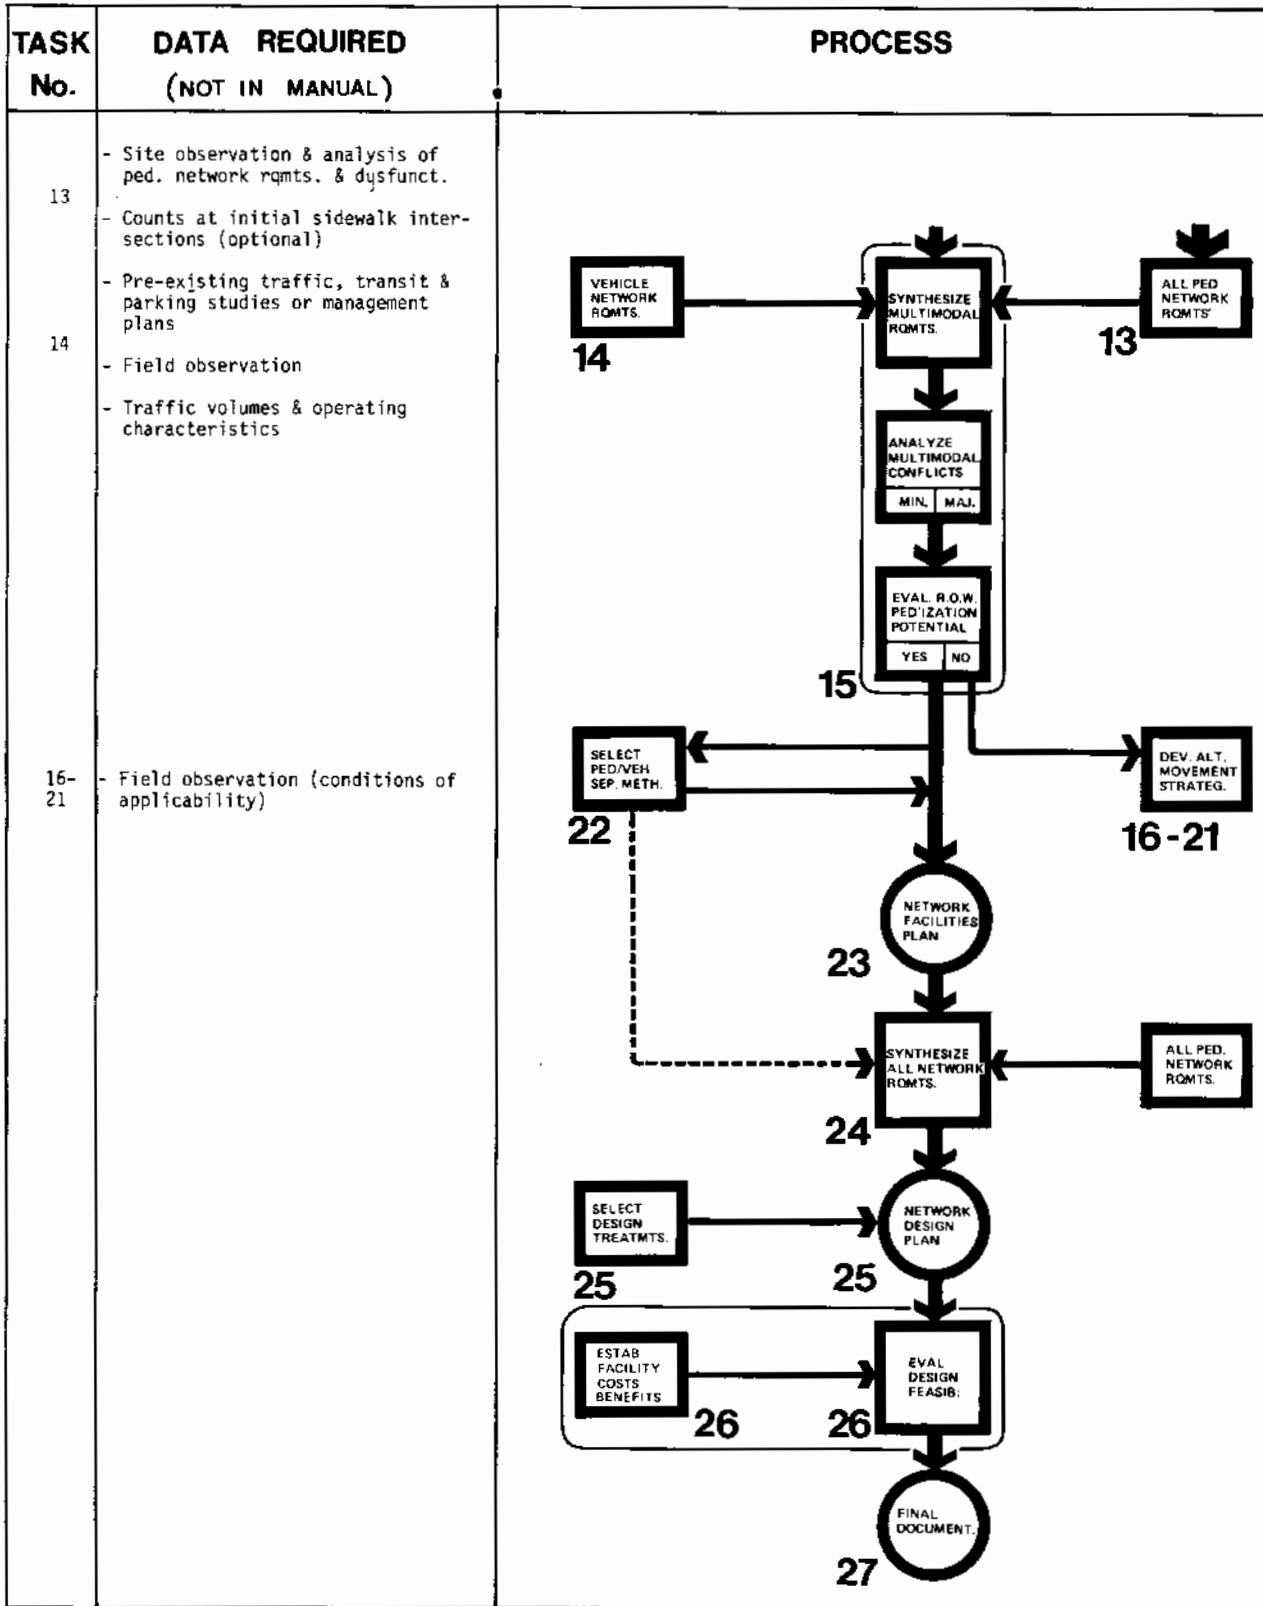 TASK
No.
DATA REQUIRED
(NOT IN MANUAL)
PROCESS
13
- Site observation & analysis of
ped. network rqmts. & dysfunct.
- Counts at initial sidewalk inter-
sections (optional)
14
- Pre-existing traffic, transit &
parking studies or management
plans
- Field observation
- Traffic volumes & operating
characteristics
16-
21
- Field observation (conditions of
applicability)
VEHICLE
NETWORK
RQMTS.
14
SYNTHESIZE
MULTIMODAL
RQMTS.
ALL PED
NETWORK
RQMTS'
13
ANALYZE
MULTIMODAL
CONFLICTS
MIN. MAJ.
EVAL. R.O.W.
PED'IZATION
POTENTIAL
YES NO
15
SELECT
PED/VEH
SEP. METH.
22
DEV. ALT.
MOVEMENT
STRATEG.
16-21
NETWORK
FACILITIES
PLAN
23
SYNTHESIZE
ALL NETWORK
RQMTS.
24
ALL PED.
NETWORK
RQMTS.
SELECT
DESIGN
TREATMTS.
25
NETWORK
DESIGN
PLAN
25
ESTAB
FACILITY
COSTS
BENEFITS
26
EVAL
DESIGN
FEASIB.
26
FINAL
DOCUMENT.
27